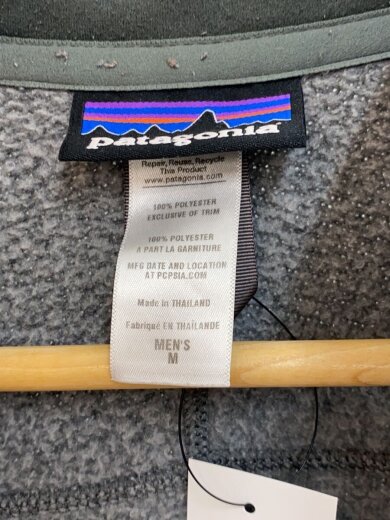 patagonia
Repair, Reuse, Recycle
This Product
www.patagonia.com
100% POLYESTER
EXCLUSIVE OF TRIM
100% POLYESTER
A PART LA GARNITURE
MFG DATE AND LOCATION
AT PCPSIA.COM
Made in THAILAND
Fabriqué EN THAÏLANDE
MEN'S
M